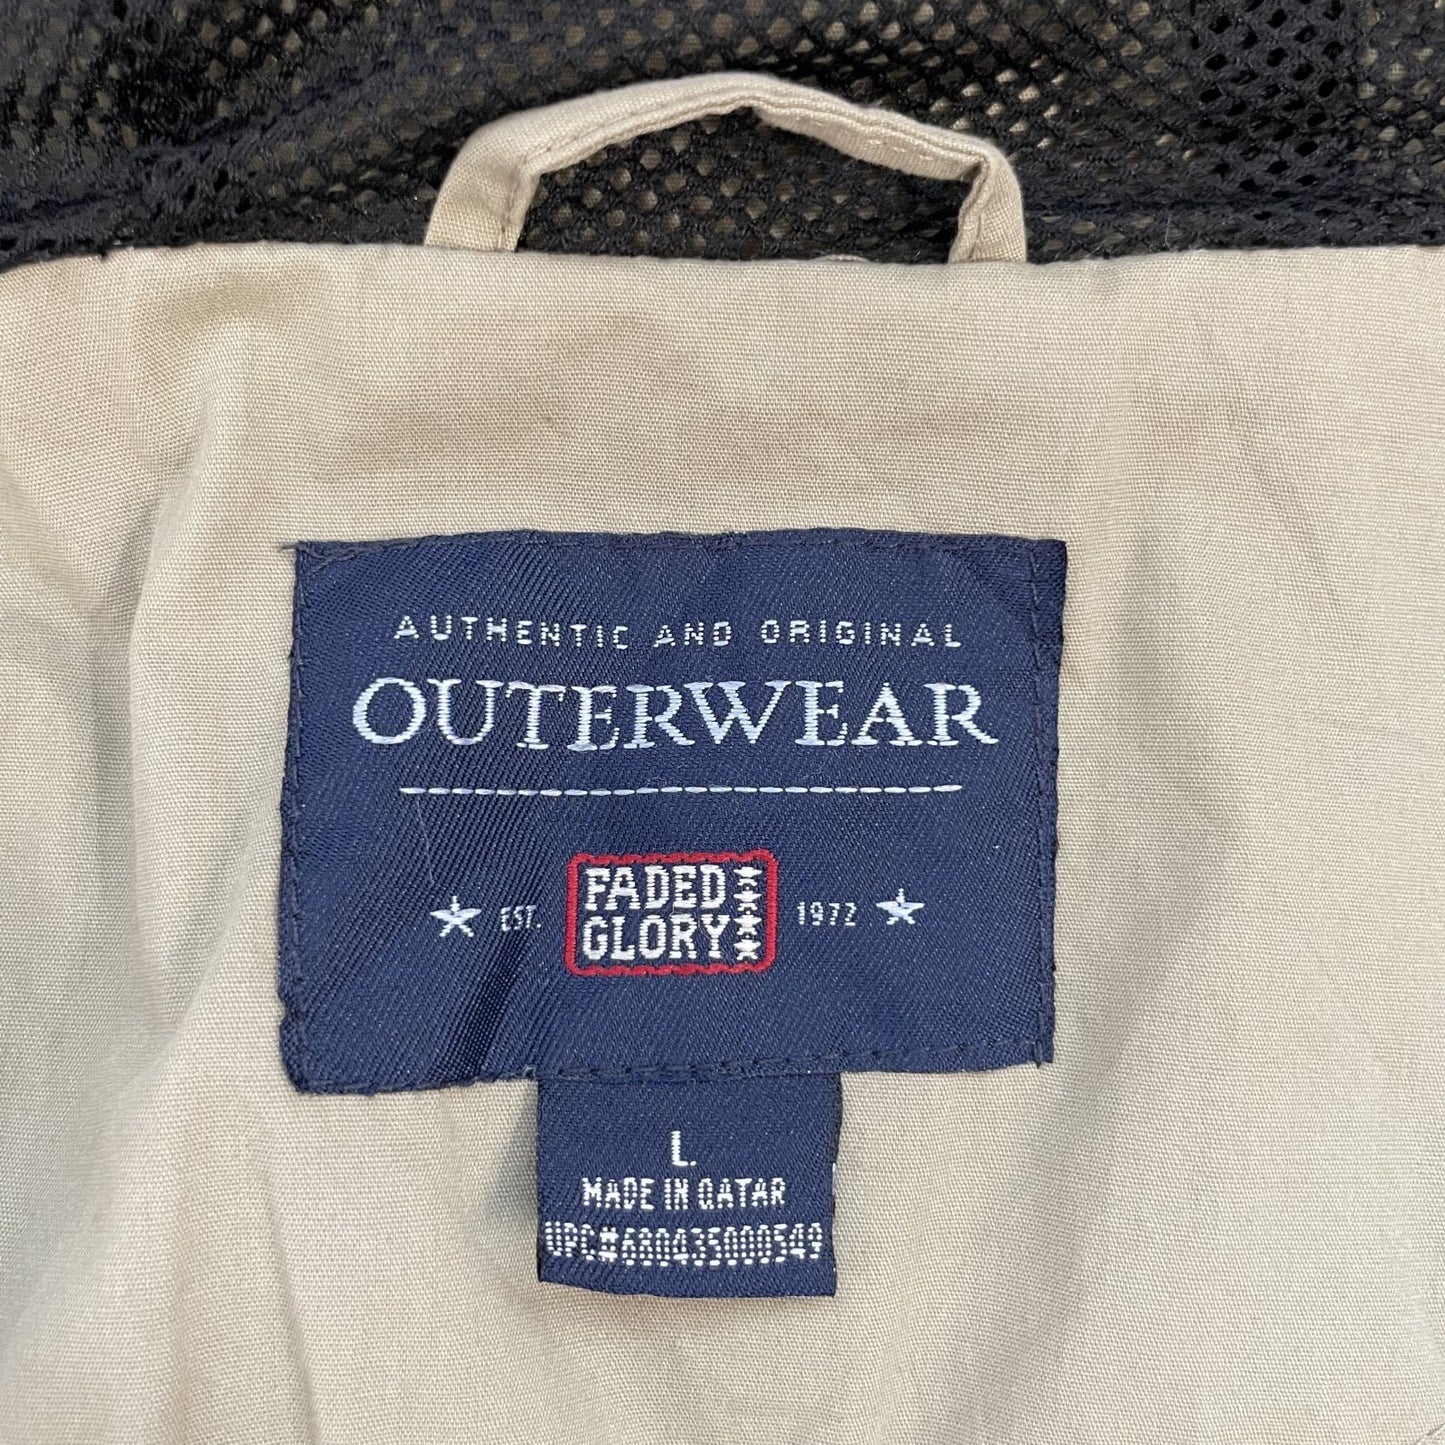 AUTHENTIC AND ORIGINAL
OUTERWEAR
EST. FADED GLORY 1972
L.
MADE IN QATAR
UPC#680435000549